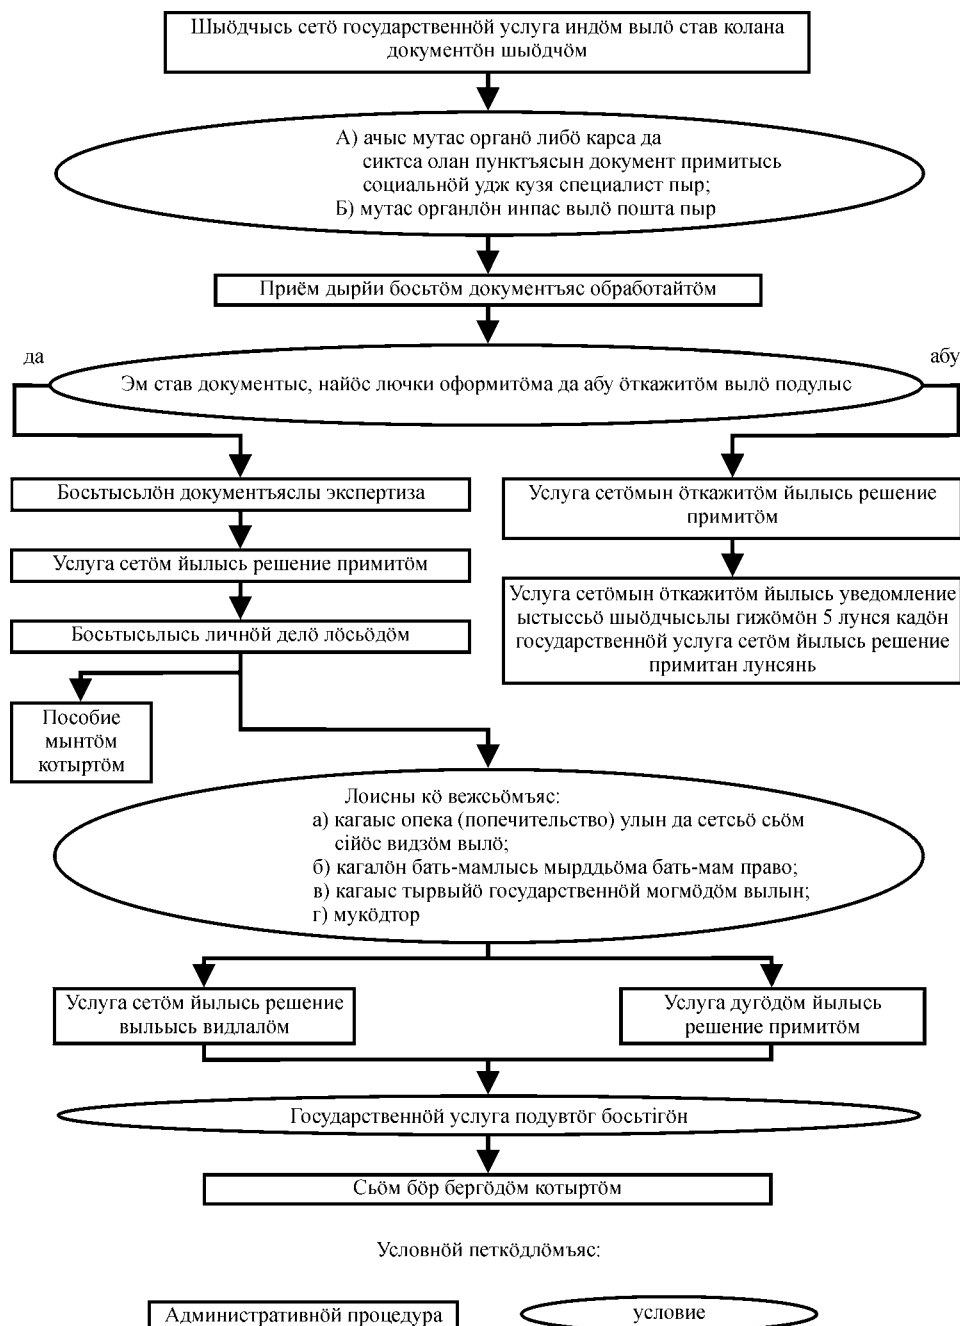 Шыӧдчысь сетӧ государственнӧй услуга индӧм вылӧ став колана
документӧн шыӧдчӧм
А) ачыс мутас органӧ либӧ карса да
сиктса олан пунктъясын документ примитысь
социальнӧй удж кузя специалист пыр;
Б) мутас органлӧн инпас вылӧ пошта пыр
Приём дырйи босьтӧм документъяс обработайтӧм
да
абу
Эм став документыс, найӧс лючки оформитӧма да абу ӧткажитӧм вылӧ подулыс
Босьтысьлӧн документъяслы экспертиза
Услуга сетӧм йылысь решение примитӧм
Босьтысьлысь личнӧй делӧ лӧсьӧдӧм
Услуга сетӧмын ӧткажитӧм йылысь решение
примитӧм
Услуга сетӧмын ӧткажитӧм йылысь уведомление
ыстыссьӧ шыӧдчысьлы гижӧмӧн 5 лунся кадӧн
государственнӧй услуга сетӧм йылысь решение
примитан лунсянь
Пособие
мынтӧм
котыртӧм
Лоисны кӧ вежсьӧмъяс:
а) кагаыс опека (попечительство) улын да сетсьӧ сьӧм
сійӧс видзӧм вылӧ;
б) кагалӧн бать-мамлысь мырддьӧма бать-мам право;
в) кагаыс тырвыйӧ государственнӧй могмӧдӧм вылын;
г) мукӧдтор
Услуга сетӧм йылысь решение
выльысь видлалӧм
Услуга дугӧдӧм йылысь
решение примитӧм
Государственнӧй услуга подувтӧг босьтігӧн
Сьӧм бӧр бергӧдӧм котыртӧм
Условнӧй петкӧдлӧмъяс:
Административнӧй процедура
условие